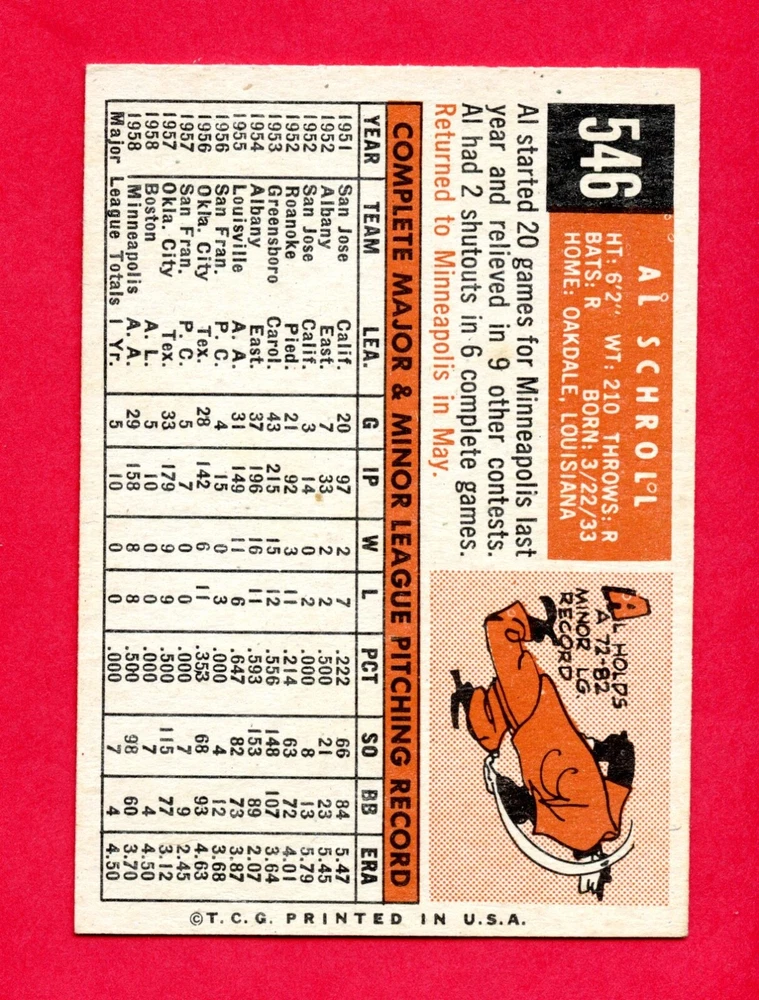 546
AL SCHROLL
HT: 6'2" WT: 210 THROWS: R
BATS: R BORN: 3/22/33
HOME: OAKDALE, LOUISIANA
Al started 20 games for Minneapolis last
year and relieved in 9 other contests.
Al had 2 shutouts in 6 complete games.
Returned to Minneapolis in May.
AL HOLDS
A 72-82
MINOR LG.
RECORD
COMPLETE MAJOR & MINOR LEAGUE PITCHING RECORD
YEAR TEAM LEA. G IP W L PCT SO BB ERA
1951 San Jose Calif. 20 97 2 7 .222 66 84 5.47
1952 Albany East. 7 33 2 2 .500 21 23 5.45
1952 San Jose Calif. 3 14 0 2 .000 8 13 5.79
1952 Roanoke Pied. 21 92 3 11 .214 63 72 4.01
1953 Greensboro Carol. 43 215 15 12 .556 148 107 3.64
1954 Albany East. 37 196 16 11 .593 153 89 2.07
1955 Louisville A. A. 31 149 11 6 .647 82 73 3.87
1956 San Fran. P. C. 4 15 0 3 .000 4 12 3.68
1956 Okla. City Tex. 28 142 6 11 .353 68 93 4.63
1957 San Fran. P. C. 5 7 0 0 .000 7 9 2.45
1957 Okla. City Tex. 33 179 9 9 .500 115 77 3.12
1958 Boston A. L. 5 10 0 0 .000 7 4 4.50
1958 Minneapolis A. A. 29 158 8 8 .500 98 60 3.70
Major League Totals 1 Yr. 5 10 0 0 .000 7 4 4.50
©T.C.G. PRINTED IN U.S.A.